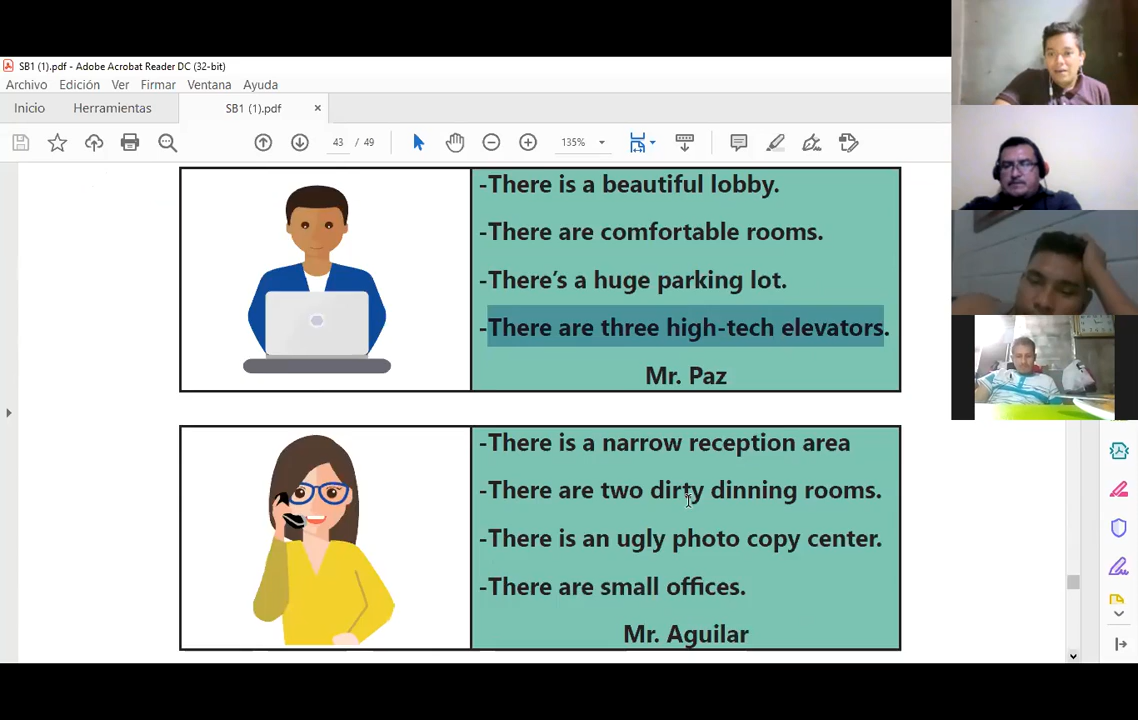 SB1 (1).pdf - Adobe Acrobat Reader DC (32-bit)
Archivo Edición Ver Firmar Ventana Ayuda
Inicio Herramientas SB1 (1).pdf ×
43 / 49 135%
-There is a beautiful lobby.
-There are comfortable rooms.
-There's a huge parking lot.
-There are three high-tech elevators.
Mr. Paz
-There is a narrow reception area
-There are two dirty dinning rooms.
-There is an ugly photo copy center.
-There are small offices.
Mr. Aguilar